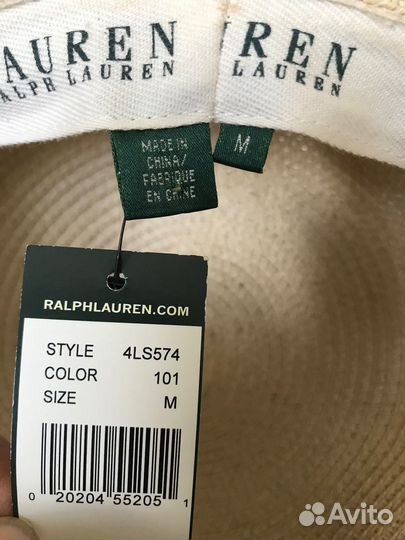 LAUREN
RALPH LAUREN
REN
LAUREN
MADE IN
CHINA/
FABRIQUE
EN CHINE
M
RALPHLAUREN.COM
STYLE 4LS574
COLOR 101
SIZE M
0 20204 55205 1
Avito